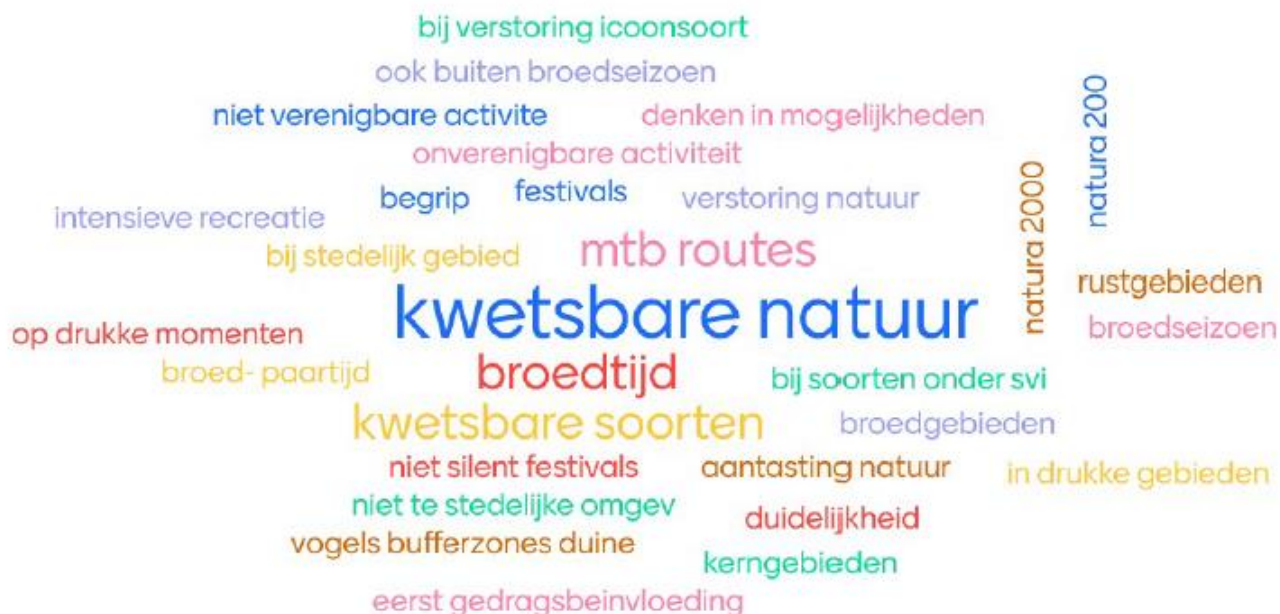 bij verstoring icoonsoort
ook buiten broedseizoen
niet verenigbare activite
denken in mogelijkheden
onverenigbare activiteit
natura 200
begrip
festivals
verstoring natuur
natura 2000
intensieve recreatie
bij stedelijk gebied
mtb routes
rustgebieden
kwetsbare natuur
op drukke momenten
broedseizoen
broed- paartijd
broedtijd
bij soorten onder svi
kwetsbare soorten
broedgebieden
niet silent festivals
aantasting natuur
in drukke gebieden
niet te stedelijke omgev
duidelijkheid
vogels bufferzones duine
kerngebieden
eerst gedragsbeinvloeding